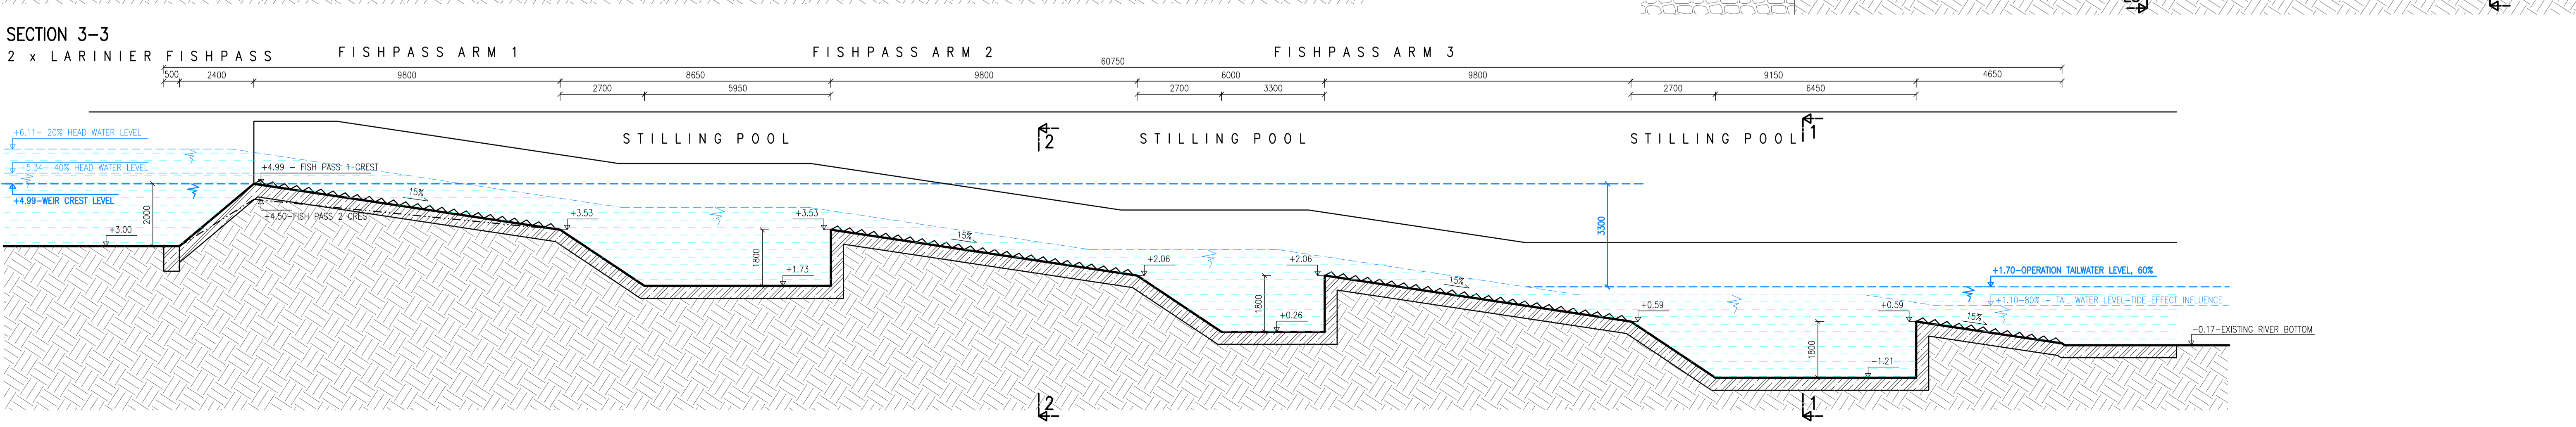 SECTION 3-3
2 x LARINIER FISHPASS
FISHPASS ARM 1
FISHPASS ARM 2
FISHPASS ARM 3
60750
500 2400 9800 8650 9800 6000 9800 9150 4650
2700 5950 2700 3300 2700 6450
STILLING POOL
STILLING POOL
STILLING POOL
2
1
+6.11- 20% HEAD WATER LEVEL
+5.34- 40% HEAD WATER LEVEL
+4.99-WEIR CREST LEVEL
+4.99 - FISH PASS 1 CREST
+4.50-FISH PASS 2 CREST
2000
+3.00
15%
+3.53
+3.53
1800
+1.73
15%
+2.06
+2.06
1800
+0.26
15%
3300
+0.59
+0.59
1800
-1.21
15%
+1.70-OPERATION TAILWATER LEVEL, 60%
+1.10-80% - TAIL WATER LEVEL-TIDE EFFECT INFLUENCE
-0.17-EXISTING RIVER BOTTOM
2
1